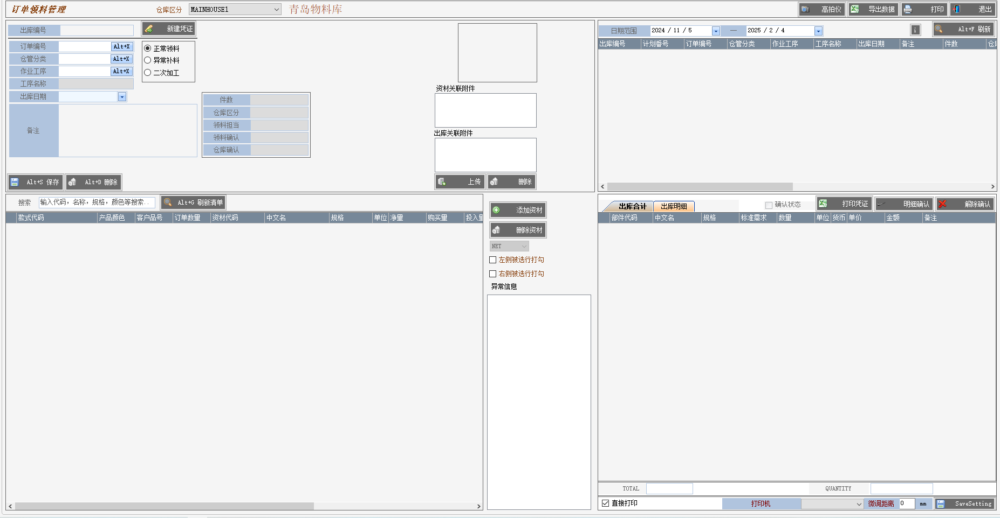 订单领料管理 仓库区分 MAINHOUSE1 青岛物料库 高拍仪 导出数据 打印 退出
出库编号 新建凭证
订单编号 Alt+X
仓管分类 Alt+X
作业工序 Alt+X
工序名称
出库日期
备注
正常领料
异常补料
二次加工
件数
仓库区分
领料担当
领料确认
仓库确认
资材关联附件
出库关联附件
上传 删除
Alt+S 保存 Alt+D 删除
日期范围 2024 / 11 / 5 — 2025 / 2 / 4 i Alt+F 刷新
出库编号 计划番号 订单编号 仓管分类 作业工序 工序名称 出库日期 备注 件数
搜索 输入代码，名称，规格，颜色等搜索.. Alt+G 刷新清单
款式代码 产品颜色 客户品号 订单数量 资材代码 中文名 规格 单位 净量 购买量 投入量
添加资材
删除资材
NET
左侧被选行打勾
右侧被选行打勾
异常信息
出库合计 出库明细 确认状态 打印凭证 明细确认 解除确认
部件代码 中文名 规格 标准需求 数量 单位 货币 单价 金额 备注
TOTAL QUANTITY
直接打印 打印机 微调距离 0 mm SaveSetting